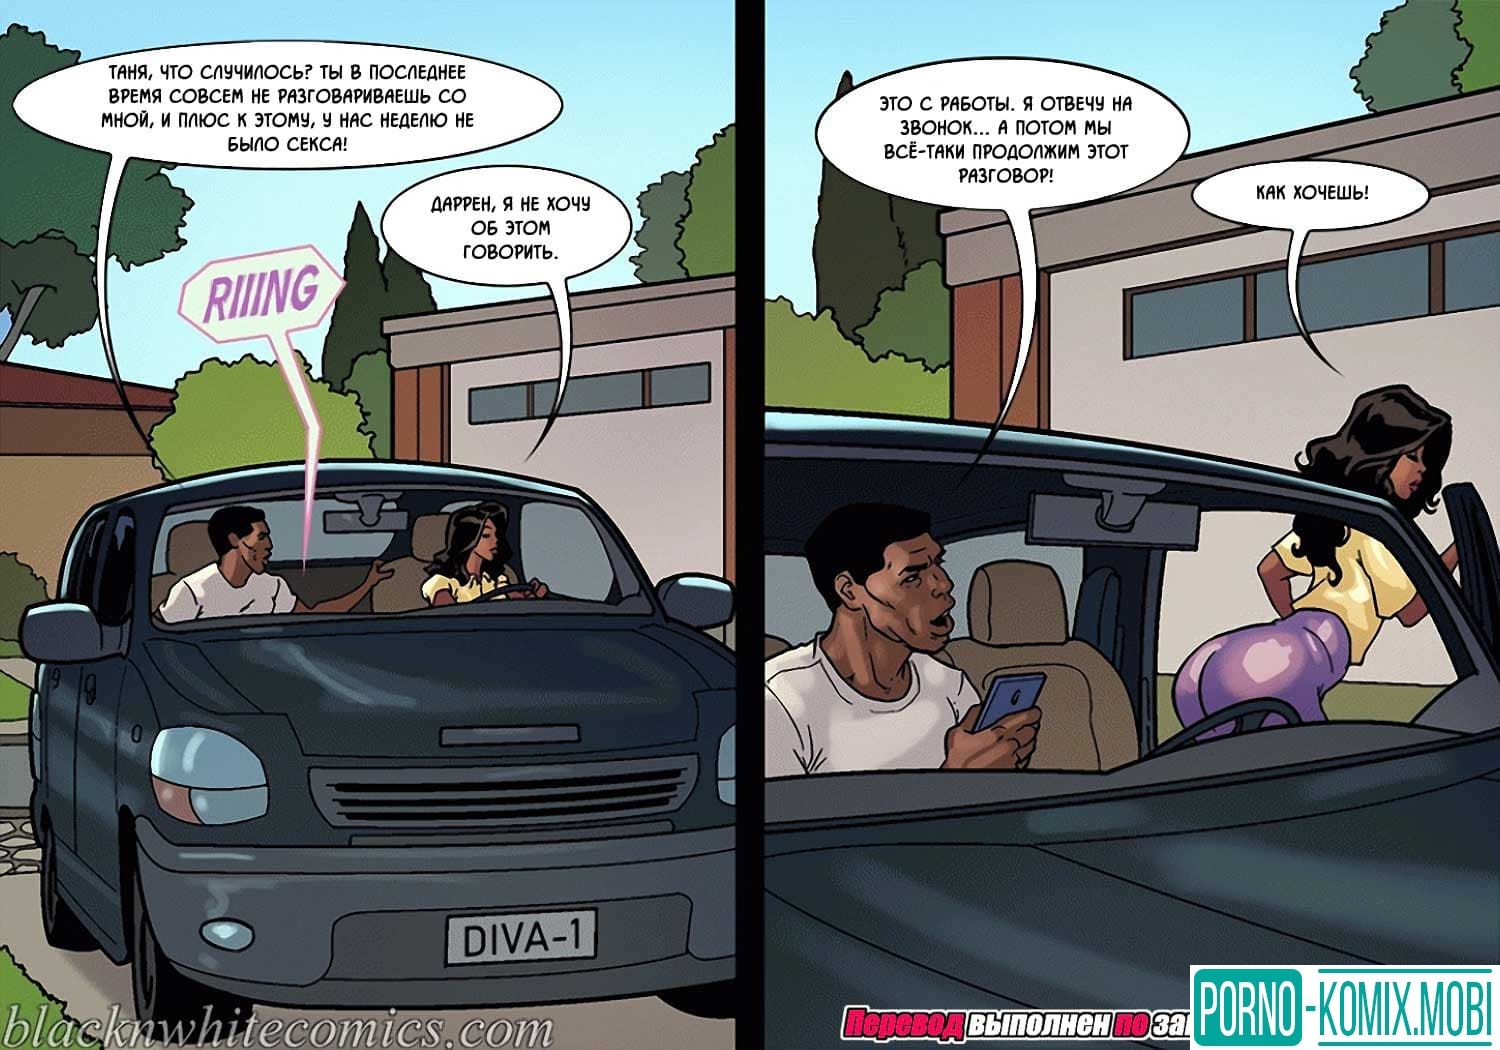 ТАНЯ, ЧТО СЛУЧИЛОСЬ? ТЫ В ПОСЛЕДНЕЕ
ВРЕМЯ СОВСЕМ НЕ РАЗГОВАРИВАЕШЬ СО
МНОЙ, И ПЛЮС К ЭТОМУ, У НАС НЕДЕЛЮ НЕ
БЫЛО СЕКСА!
ДАРРЕН, Я НЕ ХОЧУ
ОБ ЭТОМ
ГОВОРИТЬ.
RIIING
DIVA-1
blacknwhitecomics.com
ЭТО С РАБОТЫ. Я ОТВЕЧУ НА
ЗВОНОК... А ПОТОМ МЫ
ВСЁ-ТАКИ ПРОДОЛЖИМ ЭТОТ
РАЗГОВОР!
КАК ХОЧЕШЬ!
Перевод выполнен по
PORNO-KOMIX.MOBI